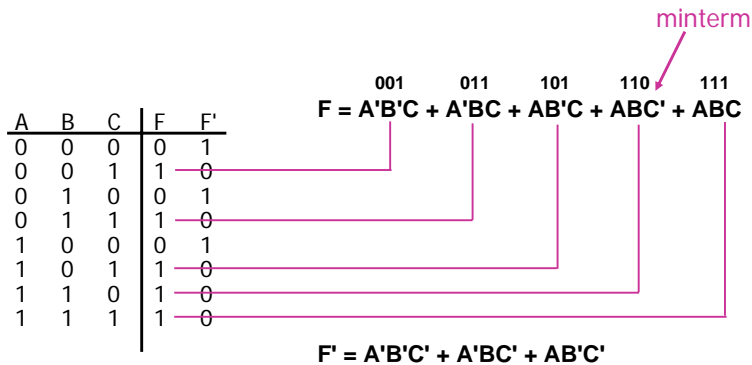 minterm
001 011 101 110 111
F = A'B'C + A'BC + AB'C + ABC' + ABC
A B C F F'
0 0 0 0 1
0 0 1 1 0
0 1 0 0 1
0 1 1 1 0
1 0 0 0 1
1 0 1 1 0
1 1 0 1 0
1 1 1 1 0
F' = A'B'C' + A'BC' + AB'C'